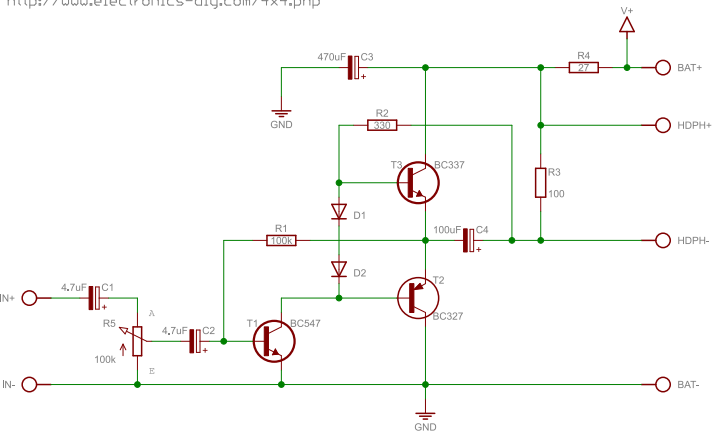 http://www.electronics-diy.com/4x4.php
V+
470uF C3
R4
27
BAT+
GND
R2
330
HDPH+
T3
BC337
R3
100
D1
R1
100k
100uF C4
HDPH-
D2
T2
4.7uF C1
IN+
A
R5
4.7uF C2
T1
BC547
BC327
100k
E
IN-
BAT-
GND